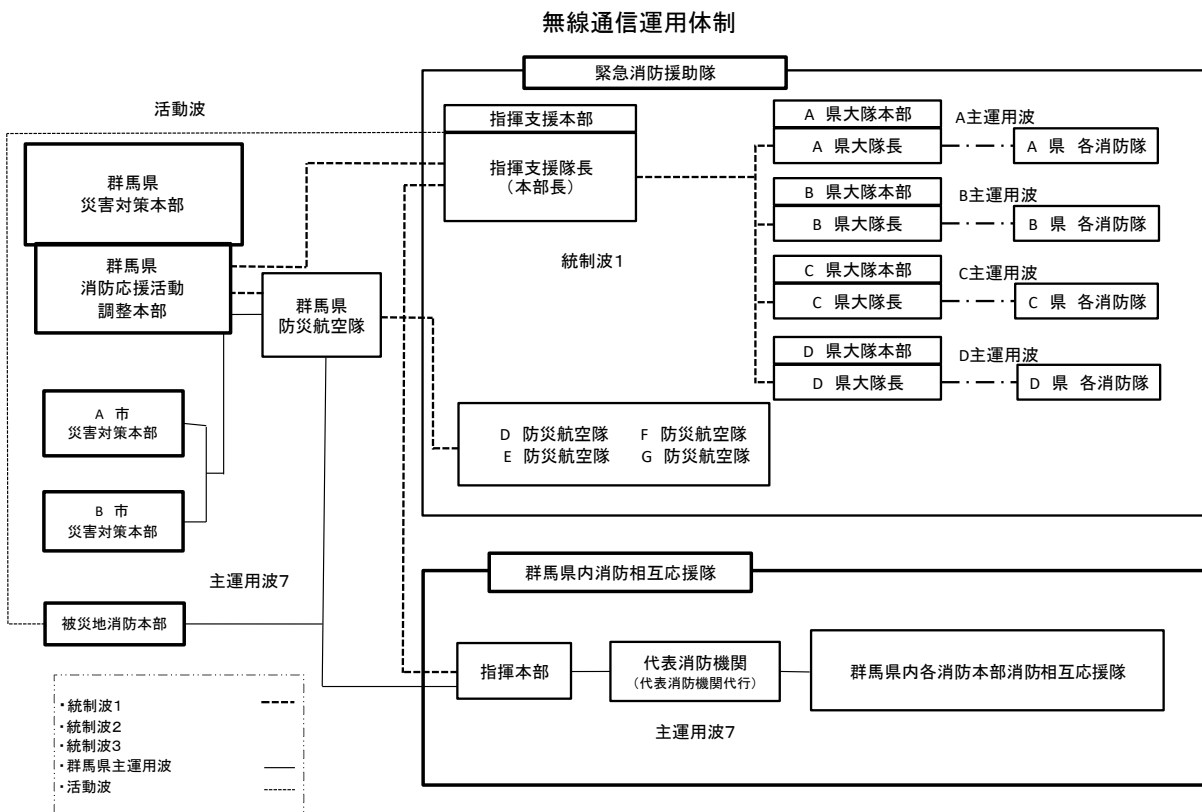 無線通信運用体制
緊急消防援助隊
活動波
指揮支援本部
指揮支援隊長
（本部長）
A 県大隊本部
A 県大隊長
A主運用波
A 県 各消防隊
群馬県
災害対策本部
B 県大隊本部
B 県大隊長
B主運用波
B 県 各消防隊
統制波１
群馬県
消防応援活動
調整本部
群馬県
防災航空隊
C 県大隊本部
C 県大隊長
C主運用波
C 県 各消防隊
D 県大隊本部
D 県大隊長
D主運用波
D 県 各消防隊
A 市
災害対策本部
D 防災航空隊 F 防災航空隊
E 防災航空隊 G 防災航空隊
B 市
災害対策本部
主運用波７
群馬県内消防相互応援隊
被災地消防本部
指揮本部
代表消防機関
（代表消防機関代行）
群馬県内各消防本部消防相互応援隊
主運用波７
・統制波１
・統制波２
・統制波３
・群馬県主運用波
・活動波